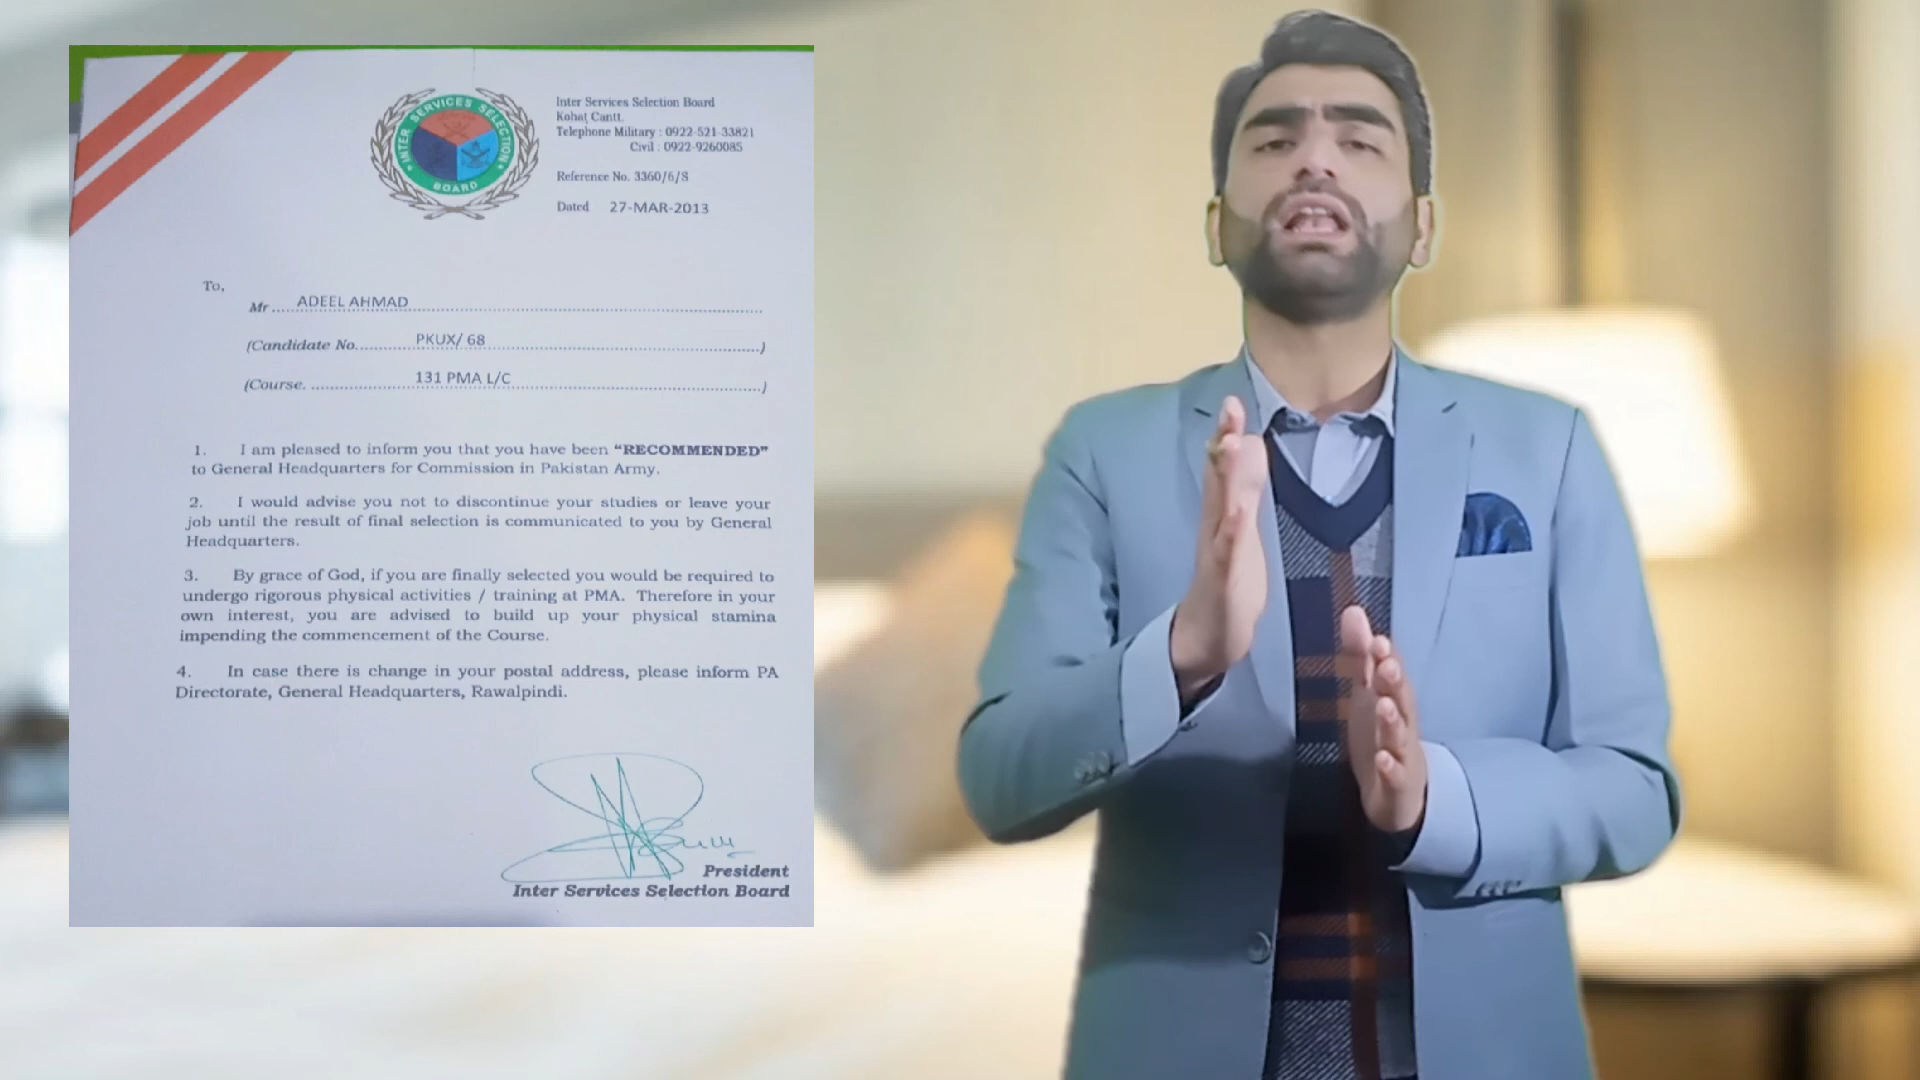 INTER SERVICES SELECTION BOARD
Inter Services Selection Board
Kohat Cantt.
Telephone Military : 0922-521-33821
Civil : 0922-9260085
Reference No. 3360/6/S
Dated 27-MAR-2013
To,
Mr ADEEL AHMAD
(Candidate No. PKUX/ 68 )
(Course. 131 PMA L/C )
1. I am pleased to inform you that you have been “RECOMMENDED”
to General Headquarters for Commission in Pakistan Army.
2. I would advise you not to discontinue your studies or leave your
job until the result of final selection is communicated to you by General
Headquarters.
3. By grace of God, if you are finally selected you would be required to
undergo rigorous physical activities / training at PMA. Therefore in your
own interest, you are advised to build up your physical stamina
impending the commencement of the Course.
4. In case there is change in your postal address, please inform PA
Directorate, General Headquarters, Rawalpindi.
President
Inter Services Selection Board